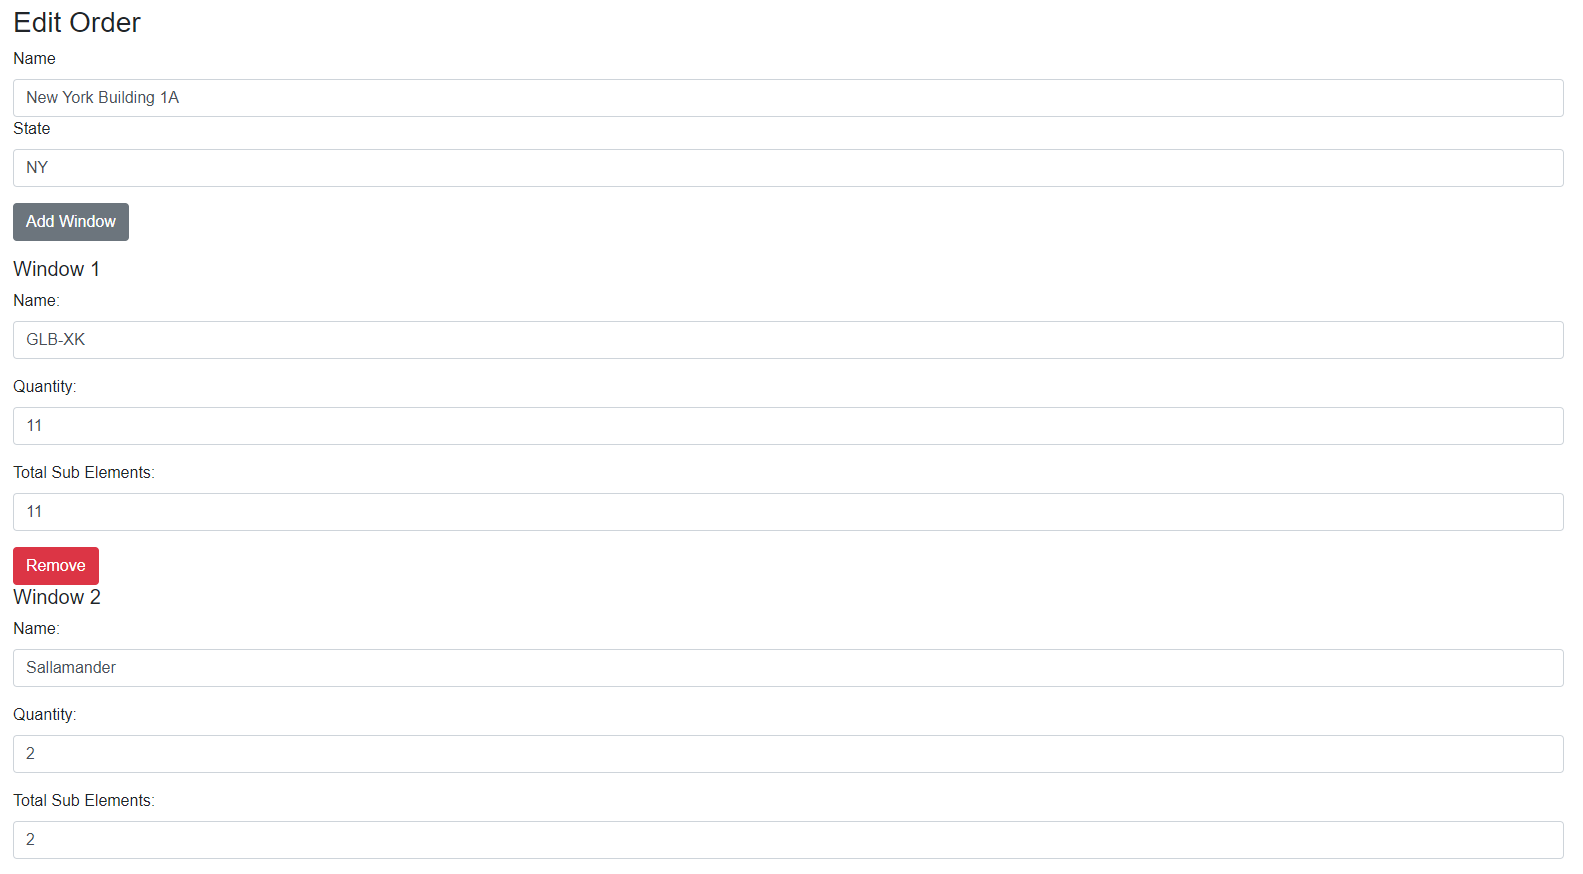 Edit Order
Name
New York Building 1A
State
NY
Add Window
Window 1
Name:
GLB-XK
Quantity:
11
Total Sub Elements:
11
Remove
Window 2
Name:
Sallamander
Quantity:
2
Total Sub Elements:
2